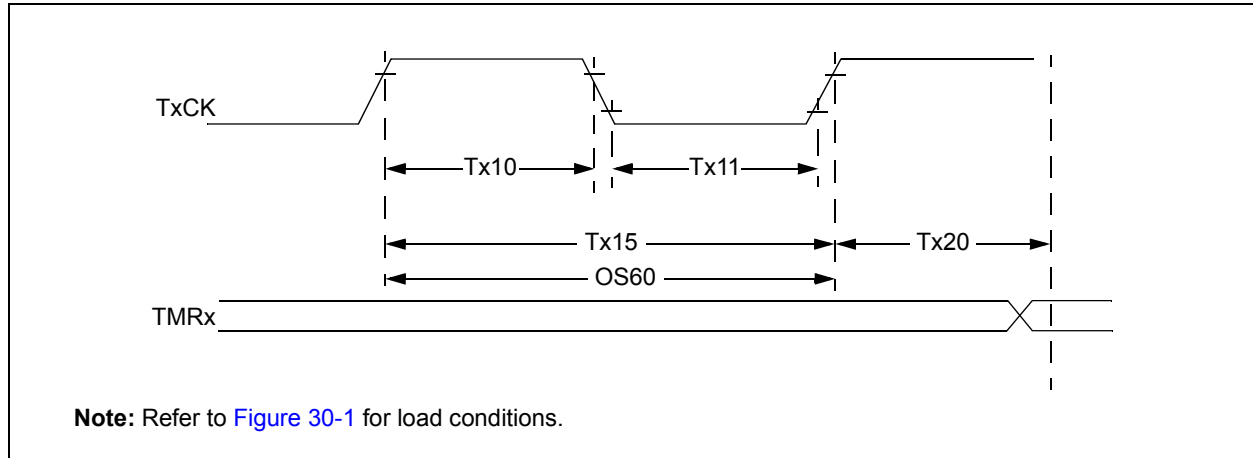 TxCK
Tx10
Tx11
Tx15
Tx20
OS60
TMRx
Note: Refer to Figure 30-1 for load conditions.